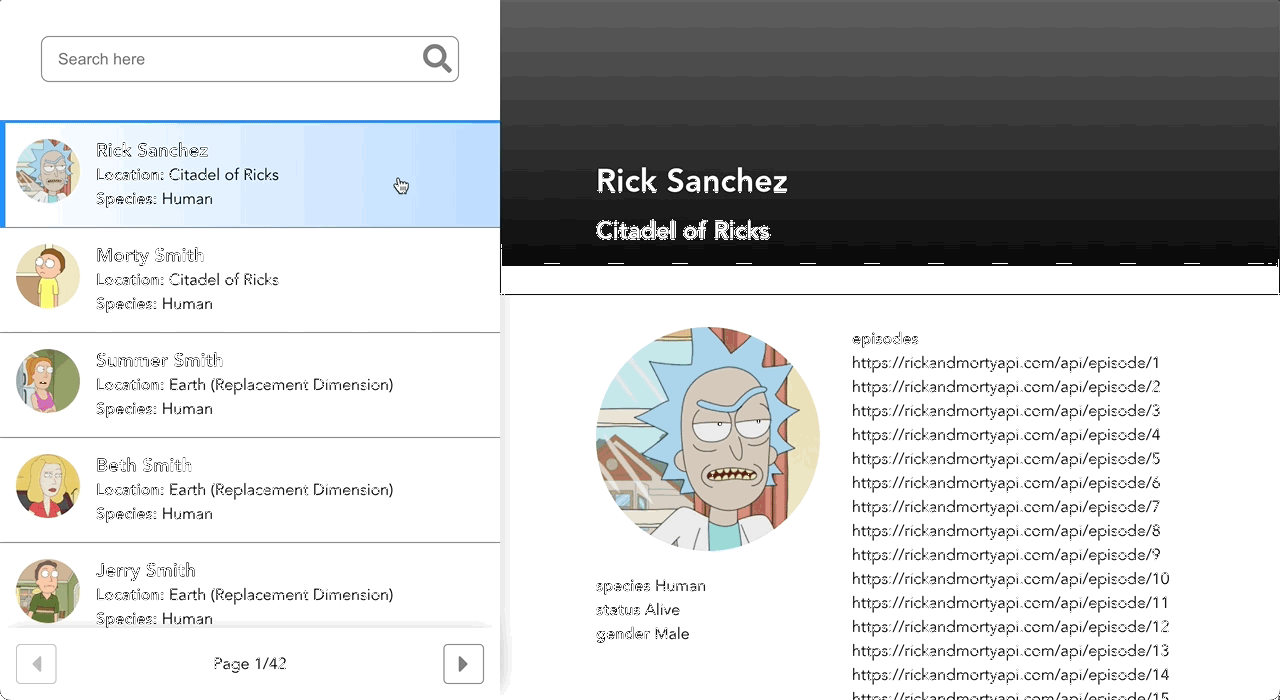 Search here
Rick Sanchez
Location: Citadel of Ricks
Species: Human
Morty Smith
Location: Citadel of Ricks
Species: Human
Summer Smith
Location: Earth (Replacement Dimension)
Species: Human
Beth Smith
Location: Earth (Replacement Dimension)
Species: Human
Jerry Smith
Location: Earth (Replacement Dimension)
Species: Human
Page 1/42
Rick Sanchez
Citadel of Ricks
species Human
status Alive
gender Male
episodes
https://rickandmortyapi.com/api/episode/1
https://rickandmortyapi.com/api/episode/2
https://rickandmortyapi.com/api/episode/3
https://rickandmortyapi.com/api/episode/4
https://rickandmortyapi.com/api/episode/5
https://rickandmortyapi.com/api/episode/6
https://rickandmortyapi.com/api/episode/7
https://rickandmortyapi.com/api/episode/8
https://rickandmortyapi.com/api/episode/9
https://rickandmortyapi.com/api/episode/10
https://rickandmortyapi.com/api/episode/11
https://rickandmortyapi.com/api/episode/12
https://rickandmortyapi.com/api/episode/13
https://rickandmortyapi.com/api/episode/14
https://rickandmortyapi.com/api/episode/15